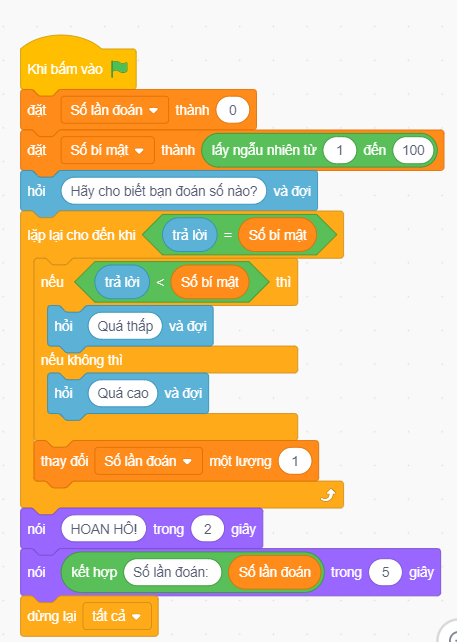 Khi bấm vào
đặt Số lần đoán thành 0
đặt Số bí mật thành lấy ngẫu nhiên từ 1 đến 100
hỏi Hãy cho biết bạn đoán số nào? và đợi
lặp lại cho đến khi trả lời = Số bí mật
nếu trả lời < Số bí mật thì
hỏi Quá thấp và đợi
nếu không thì
hỏi Quá cao và đợi
thay đổi Số lần đoán một lượng 1
nói HOAN HÔ! trong 2 giây
nói kết hợp Số lần đoán: Số lần đoán trong 5 giây
dừng lại tất cả